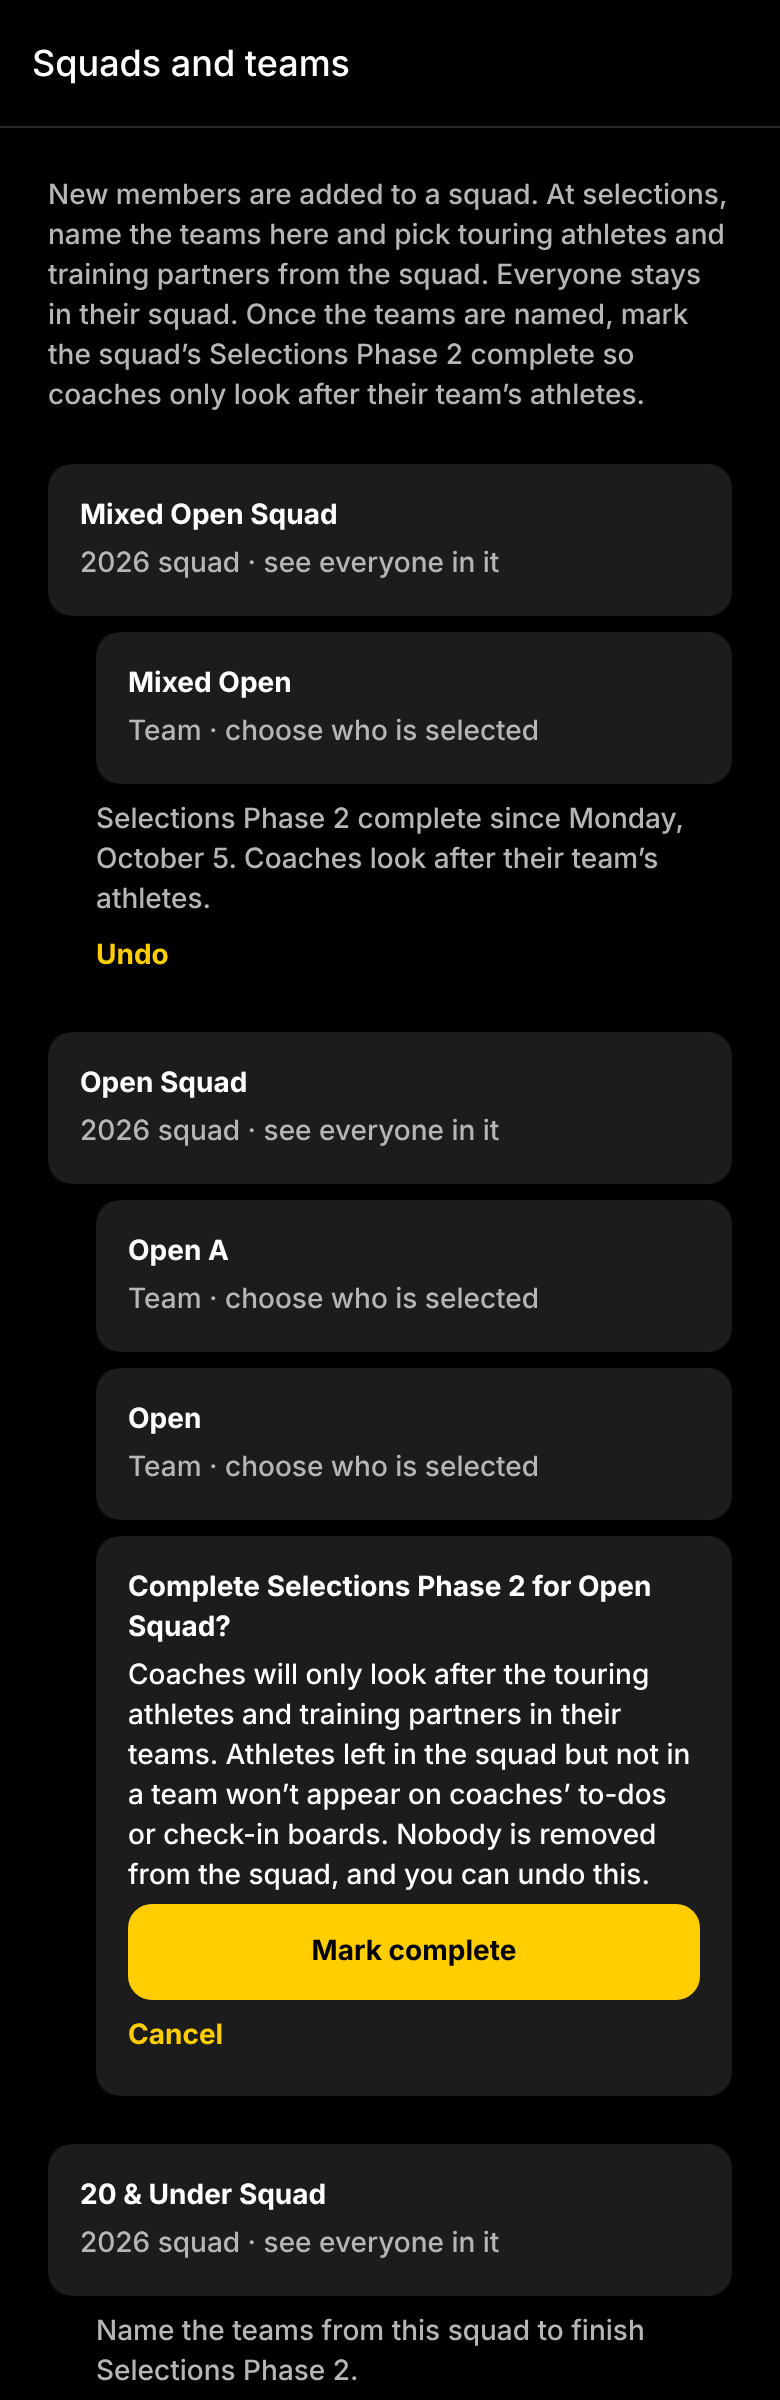 Squads and teams
New members are added to a squad. At selections,
name the teams here and pick touring athletes and
training partners from the squad. Everyone stays
in their squad. Once the teams are named, mark
the squad’s Selections Phase 2 complete so
coaches only look after their team’s athletes.
Mixed Open Squad
2026 squad · see everyone in it
Mixed Open
Team · choose who is selected
Selections Phase 2 complete since Monday,
October 5. Coaches look after their team’s
athletes.
Undo
Open Squad
2026 squad · see everyone in it
Open A
Team · choose who is selected
Open
Team · choose who is selected
Complete Selections Phase 2 for Open
Squad?
Coaches will only look after the touring
athletes and training partners in their
teams. Athletes left in the squad but not in
a team won’t appear on coaches’ to-dos
or check-in boards. Nobody is removed
from the squad, and you can undo this.
Mark complete
Cancel
20 & Under Squad
2026 squad · see everyone in it
Name the teams from this squad to finish
Selections Phase 2.